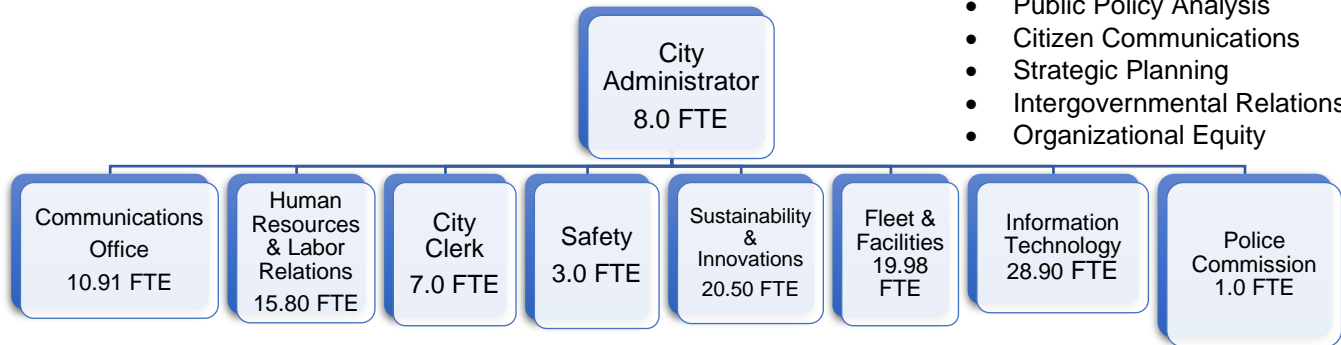 • Public Policy Analysis
• Citizen Communications
• Strategic Planning
• Intergovernmental Relations
• Organizational Equity
City
Administrator
8.0 FTE
Communications
Office
10.91 FTE
Human
Resources
& Labor
Relations
15.80 FTE
City
Clerk
7.0 FTE
Safety
3.0 FTE
Sustainability
&
Innovations
20.50 FTE
Fleet &
Facilities
19.98
FTE
Information
Technology
28.90 FTE
Police
Commission
1.0 FTE